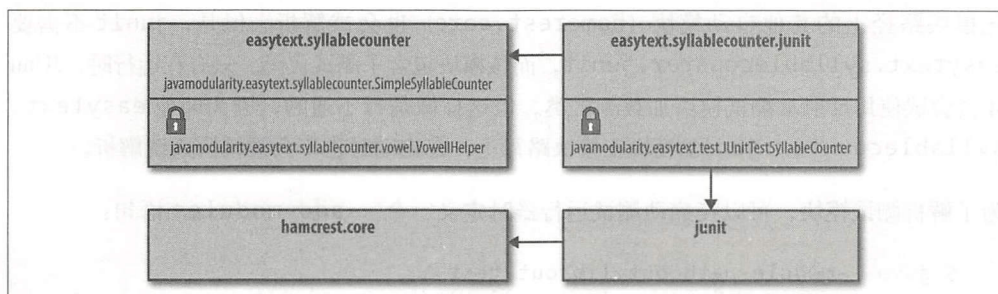 easytext.syllablecounter
javamodularity.easytext.syllablecounter.SimpleSyllableCounter
javamodularity.easytext.syllablecounter.vowel.VowellHelper
easytext.syllablecounter.junit
javamodularity.easytext.test.JUnitTestSyllableCounter
hamcrest.core
junit